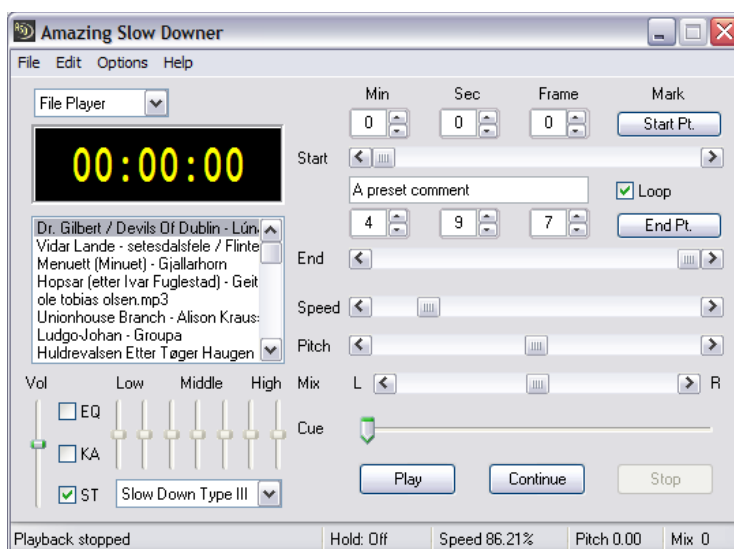 Amazing Slow Downer
File Edit Options Help
File Player
00:00:00
Min Sec Frame Mark
0 0 0 Start Pt.
Start
A preset comment Loop
4 9 7 End Pt.
End
Dr. Gilbert / Devils Of Dublin - Lún
Vidar Lande - setesdalsfele / Flinte
Menuett (Minuet) - Gjallarhorn
Hopsar (etter Ivar Fuglestad) - Geit
ole tobias olsen.mp3
Unionhouse Branch - Alison Kraus
Ludgo-Johan - Groupa
Huldrevalsen Etter Tøger Haugen
Speed
Pitch
Mix L R
Vol Low Middle High
EQ
KA
ST Slow Down Type III
Cue
Play Continue Stop
Playback stopped Hold: Off Speed 86.21% Pitch 0.00 Mix 0